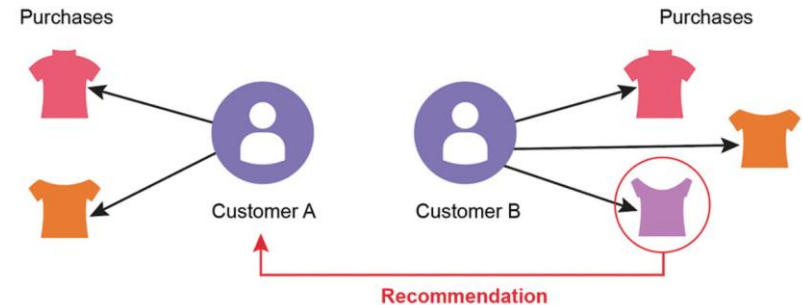 Purchases
Purchases
Customer A
Customer B
Recommendation